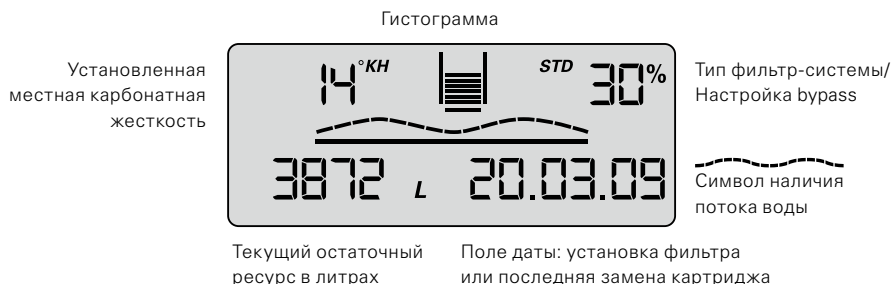 Гистограмма
Установленная
местная карбонатная
жесткость
14 °KH STD 30%
Тип фильтр-системы/
Настройка bypass
3872 L 20.03.09
Символ наличия
потока воды
Текущий остаточный
ресурс в литрах
Поле даты: установка фильтра
или последняя замена картриджа